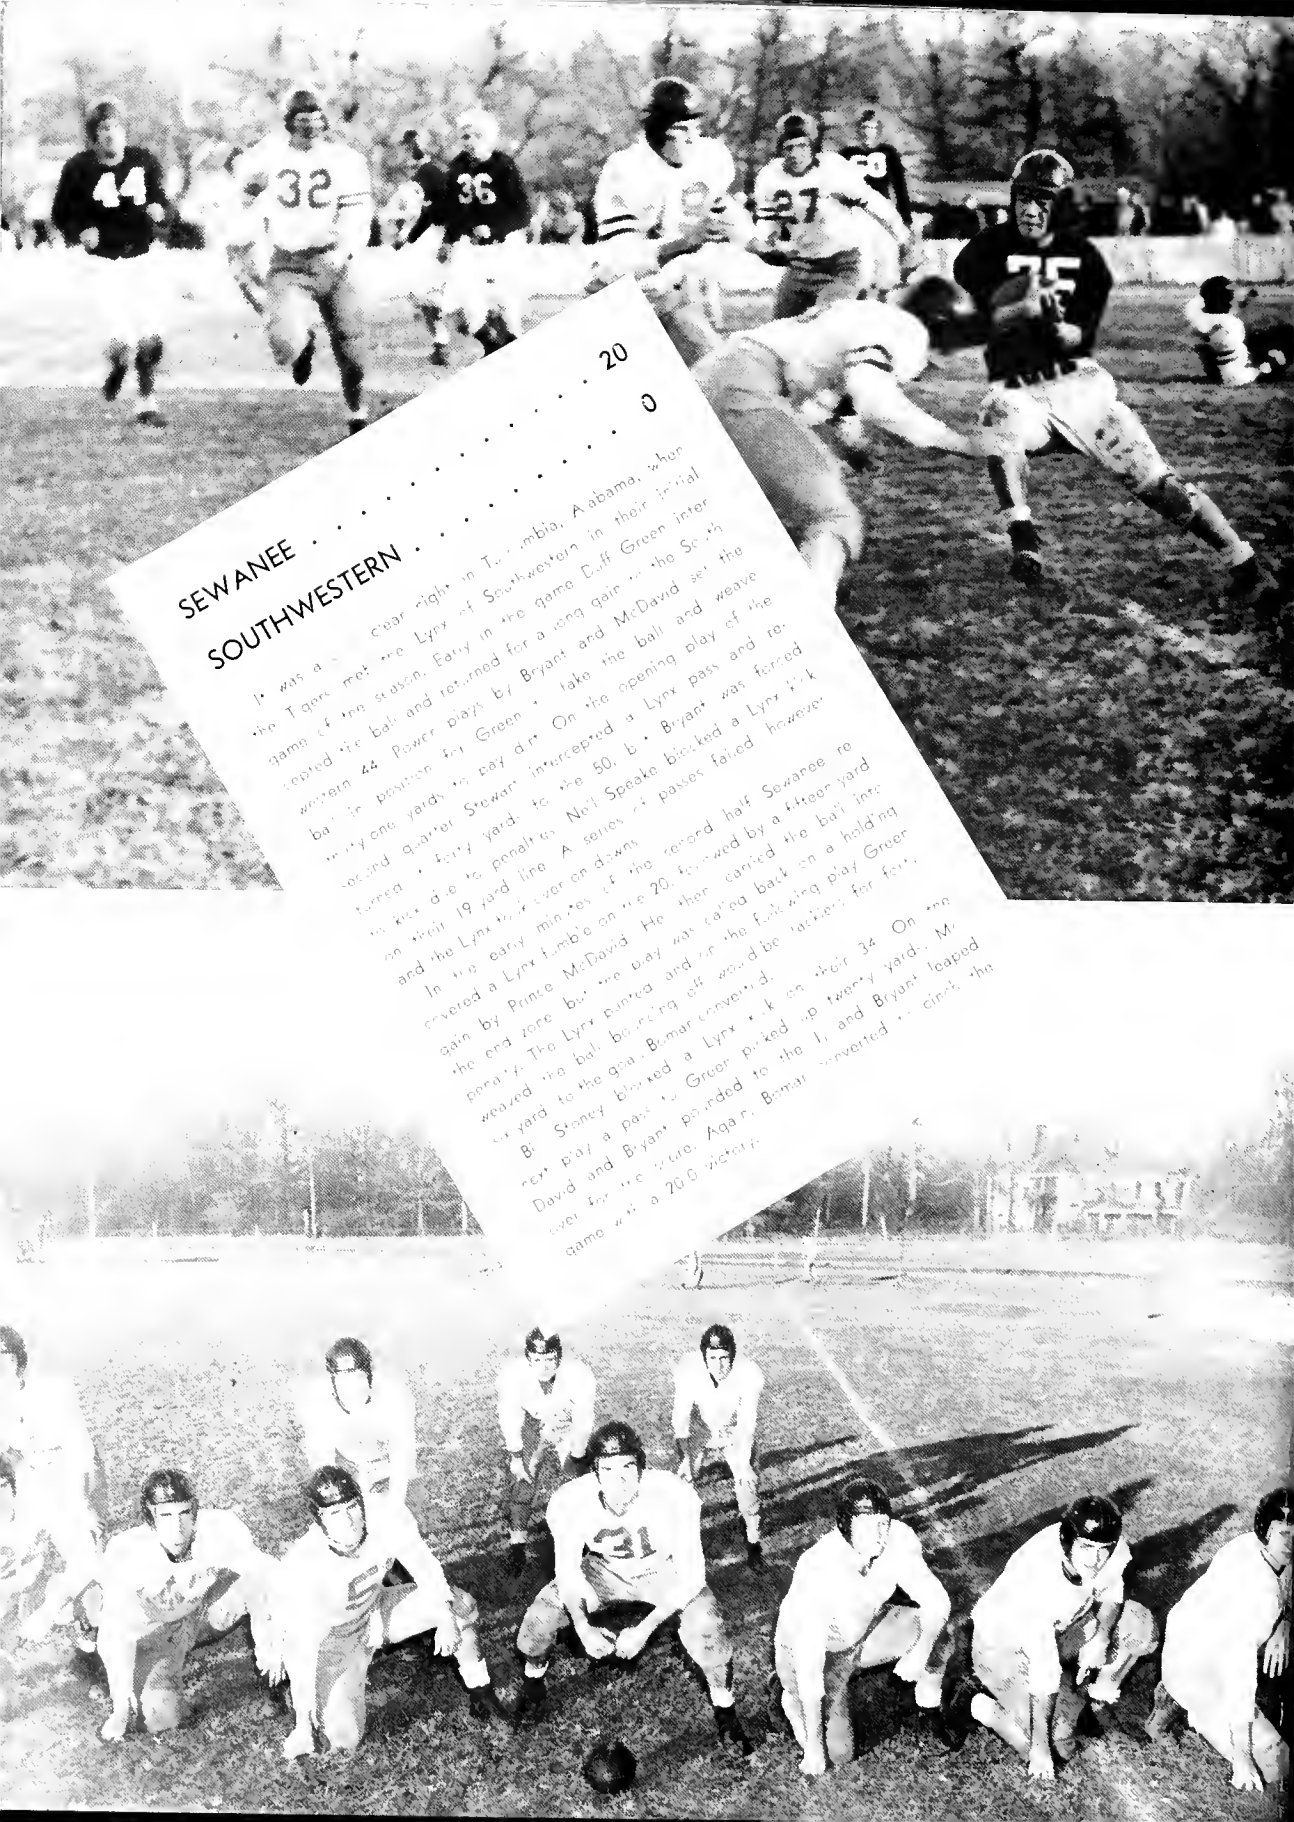 44
32
36
27
75
SEWANEE . . . . . . . . . . . . 20
SOUTHWESTERN . . . . . . . . . 0
It was a clear night in Alabama, when
the Tigers met the Lynx of Southwestern in their initial
game of the season. Early in the game Duff Green inter
cepted the ball and returned for a long gain to the South
western 44 Power plays by Bryant and McDavid set the
ball in position for Green to take the ball and weave
yards to pay dirt On the opening play of the
second quarter Stewart intercepted a Lynx pass and re-
turned it forty yards to the 50, but Bryant was forced
to kick due to penalties Neil Speake blocked a Lynx kick
on their 19 yard line A series of passes failed however
and the Lynx took over on downs
In the early minutes of the second half Sewanee re
covered a Lynx fumble on the 20, followed by a fifteen yard
gain by Prince McDavid He then carried the ball into
the end zone but the play was called back on a holding
penalty. The Lynx punted and on the following play Green
weaved the ball bouncing off would be tacklers for forty
six yard to the goal Bomar converted.
Bill Stoney blocked a Lynx kick on their 34 On the
next play a pass to Green picked up twenty yards. Mc
David and Bryant pounded to the 1, and Bryant leaped
over for the score. Again Bomar converted to cinch the
game with a 20 0 victory.
31
5